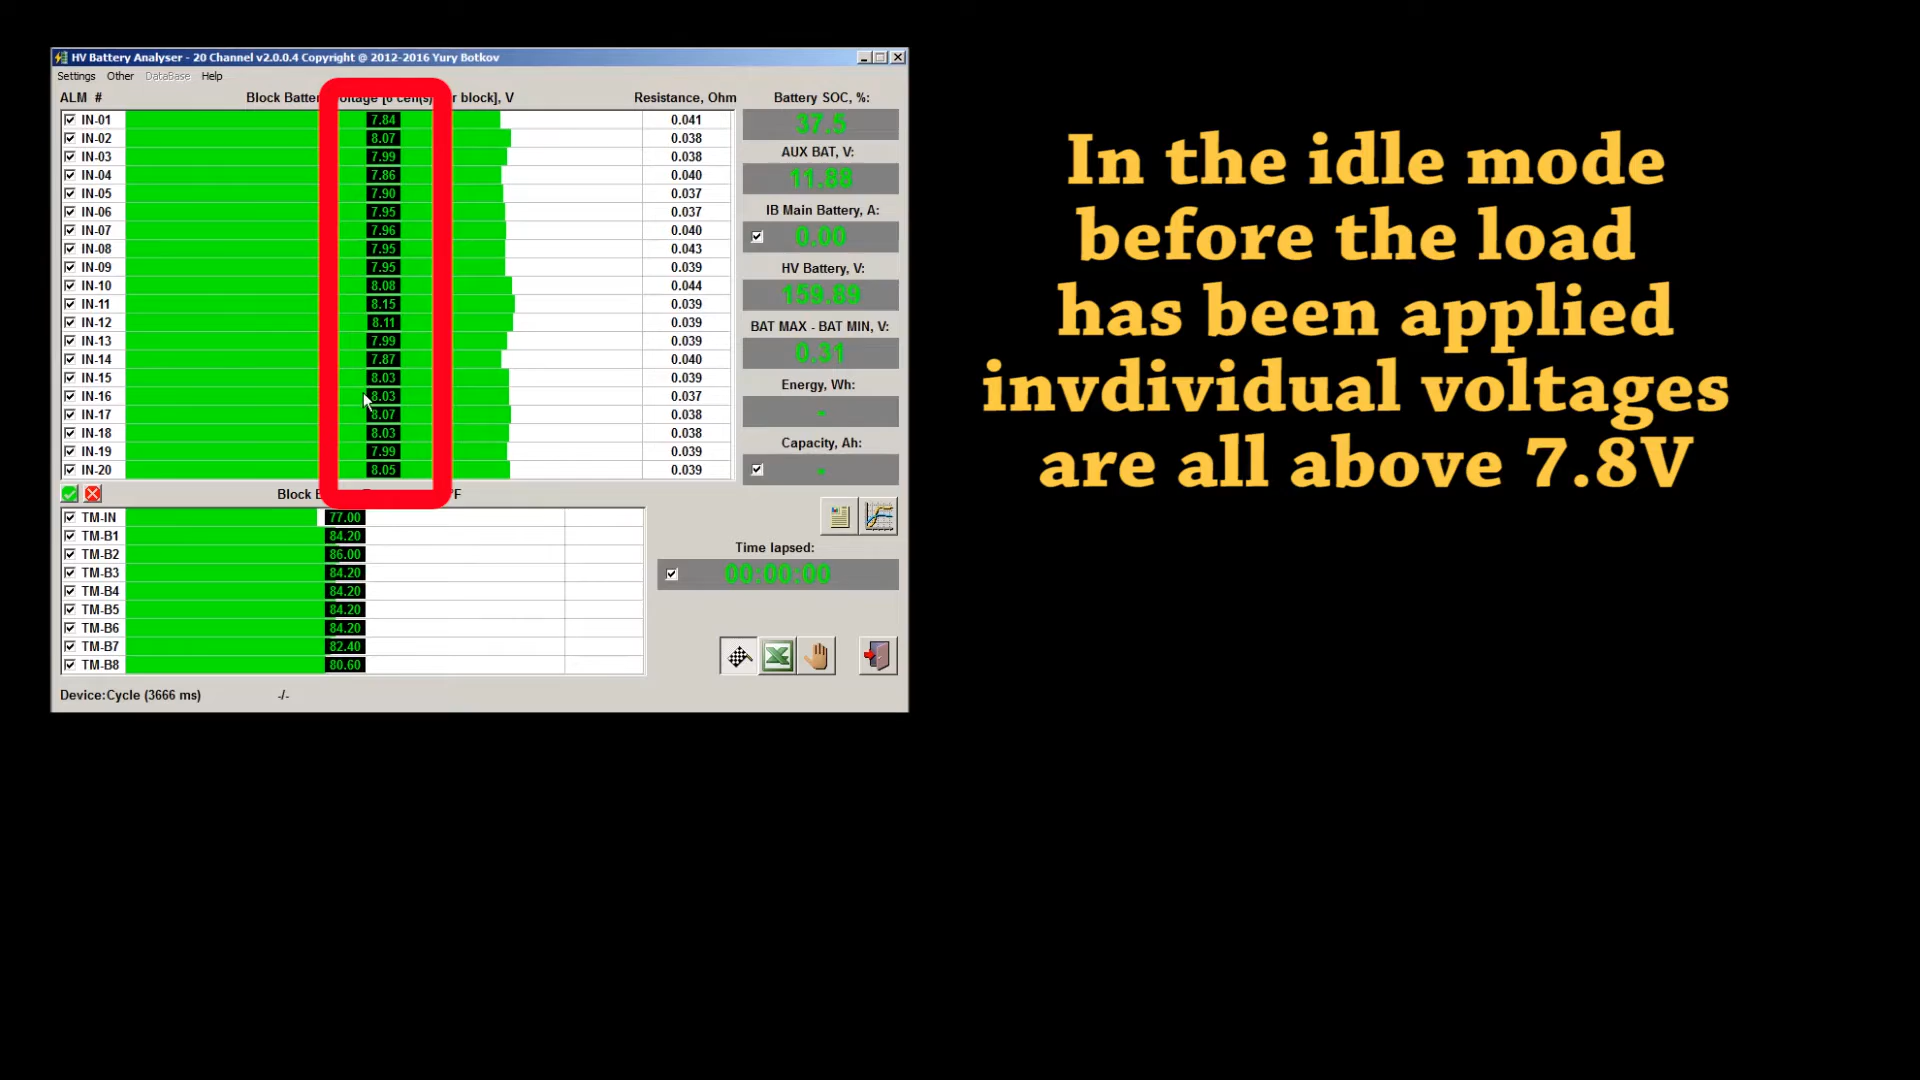 HV Battery Analyser - 20 Channel v2.0.0.4 Copyright @ 2012-2016 Yury Botkov
Settings Other DataBase Help
ALM # Block Batter oltage [6 cell(s) r block], V Resistance, Ohm
IN-01 7.84 0.041
IN-02 8.07 0.038
IN-03 7.99 0.038
IN-04 7.86 0.040
IN-05 7.90 0.037
IN-06 7.95 0.037
IN-07 7.96 0.040
IN-08 7.95 0.043
IN-09 7.95 0.039
IN-10 8.08 0.044
IN-11 8.15 0.039
IN-12 8.11 0.039
IN-13 7.99 0.039
IN-14 7.87 0.040
IN-15 8.03 0.039
IN-16 8.03 0.037
IN-17 8.07 0.038
IN-18 8.03 0.038
IN-19 7.99 0.039
IN-20 8.05 0.039
Battery SOC, %:
37.5
AUX BAT, V:
11.88
IB Main Battery, A:
0.00
HV Battery, V:
159.89
BAT MAX - BAT MIN, V:
0.31
Energy, Wh:
-
Capacity, Ah:
-
Block B °F
TM-IN 77.00
TM-B1 84.20
TM-B2 86.00
TM-B3 84.20
TM-B4 84.20
TM-B5 84.20
TM-B6 84.20
TM-B7 82.40
TM-B8 80.60
Time lapsed:
00:00:00
Device:Cycle (3666 ms) -/-
In the idle mode
before the load
has been applied
invdividual voltages
are all above 7.8V